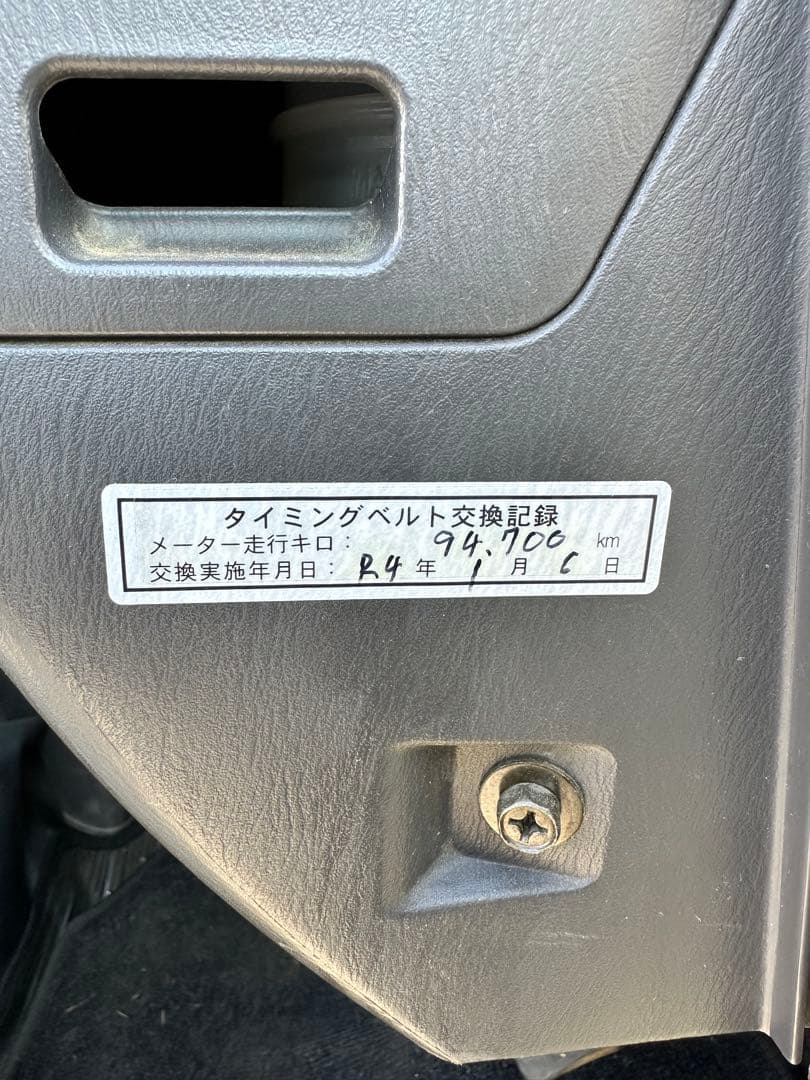 タイミングベルト交換記録
メーター走行キロ： 94.700 km
交換実施年月日： R4 年 1 月 6 日